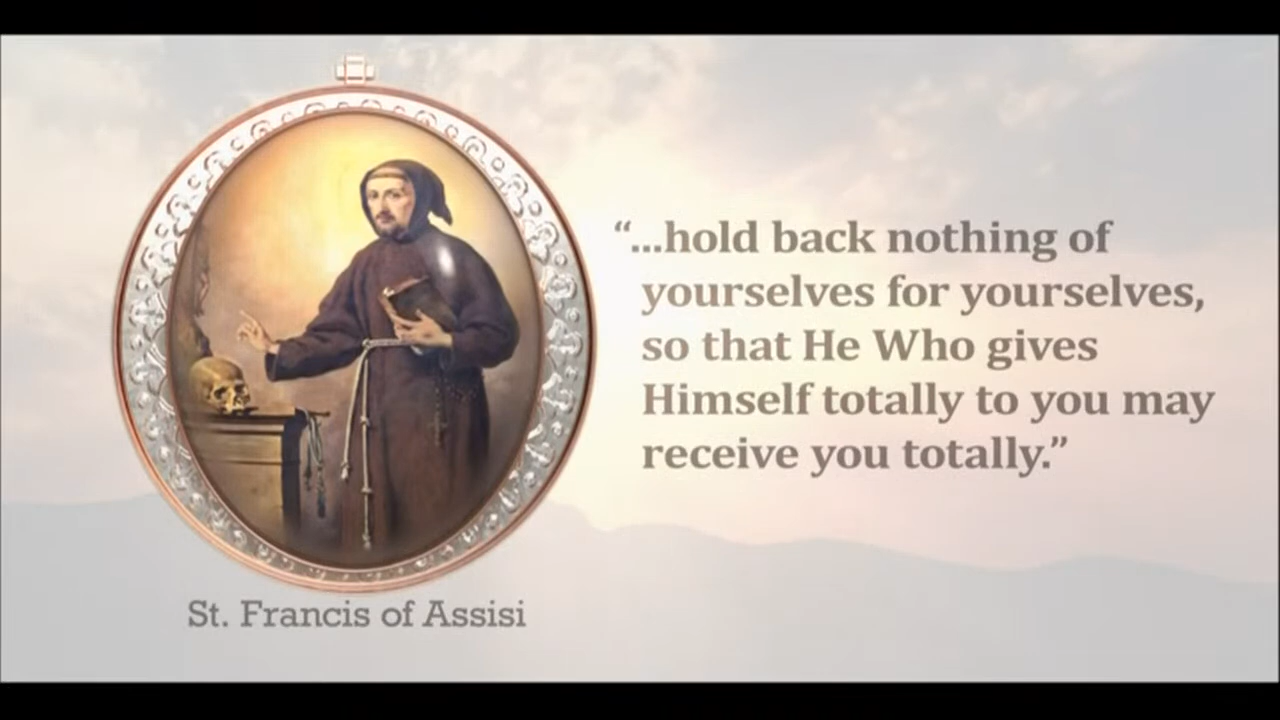 “...hold back nothing of
yourselves for yourselves,
so that He Who gives
Himself totally to you may
receive you totally.”
St. Francis of Assisi